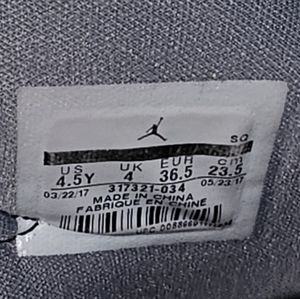 SO
US UK EUR cm
4.5Y 4 36.5 23.5
03/22/17 317321-034 05/23/17
MADE IN CHINA
FABRIQUE EN CHINE